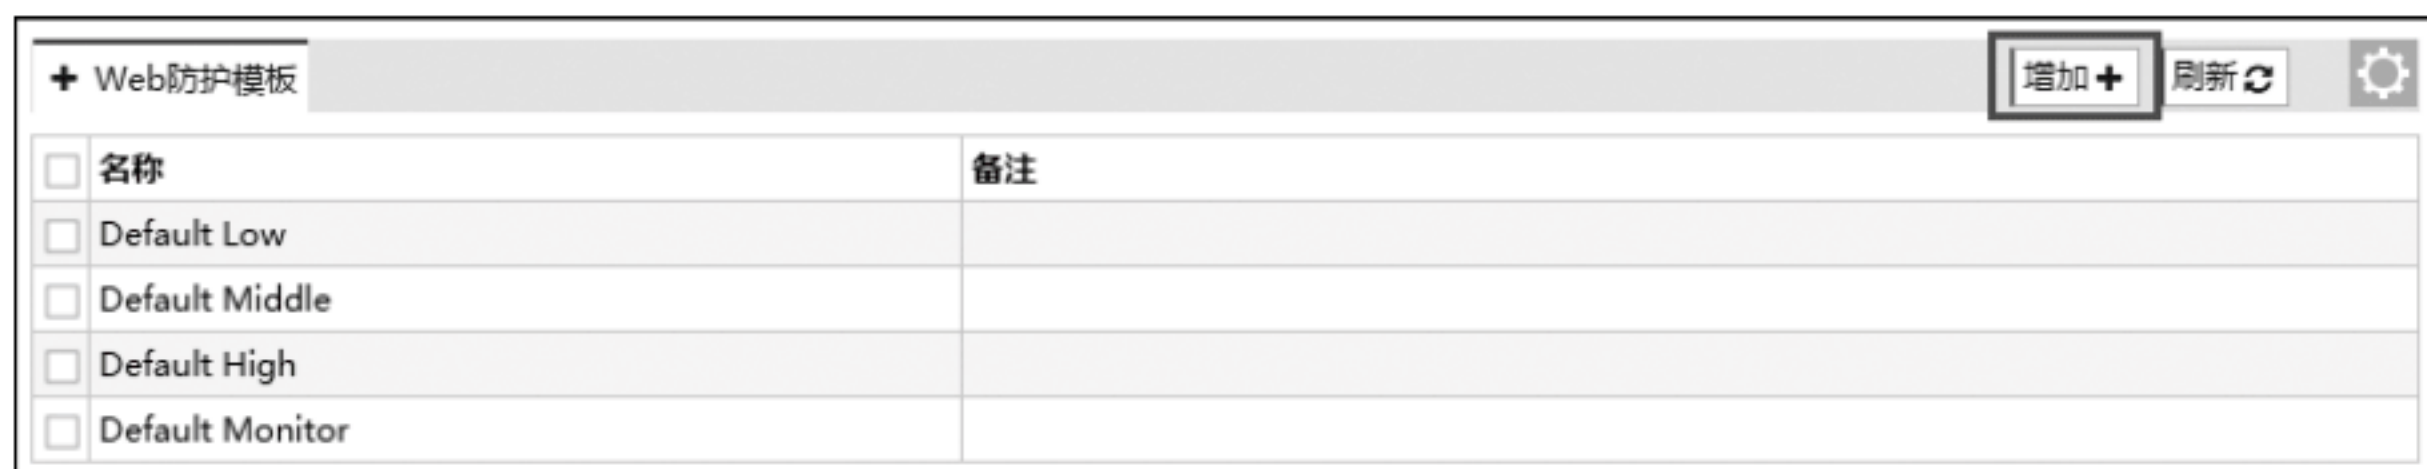 Web防护模板 增加 刷新
名称 备注
Default Low
Default Middle
Default High
Default Monitor